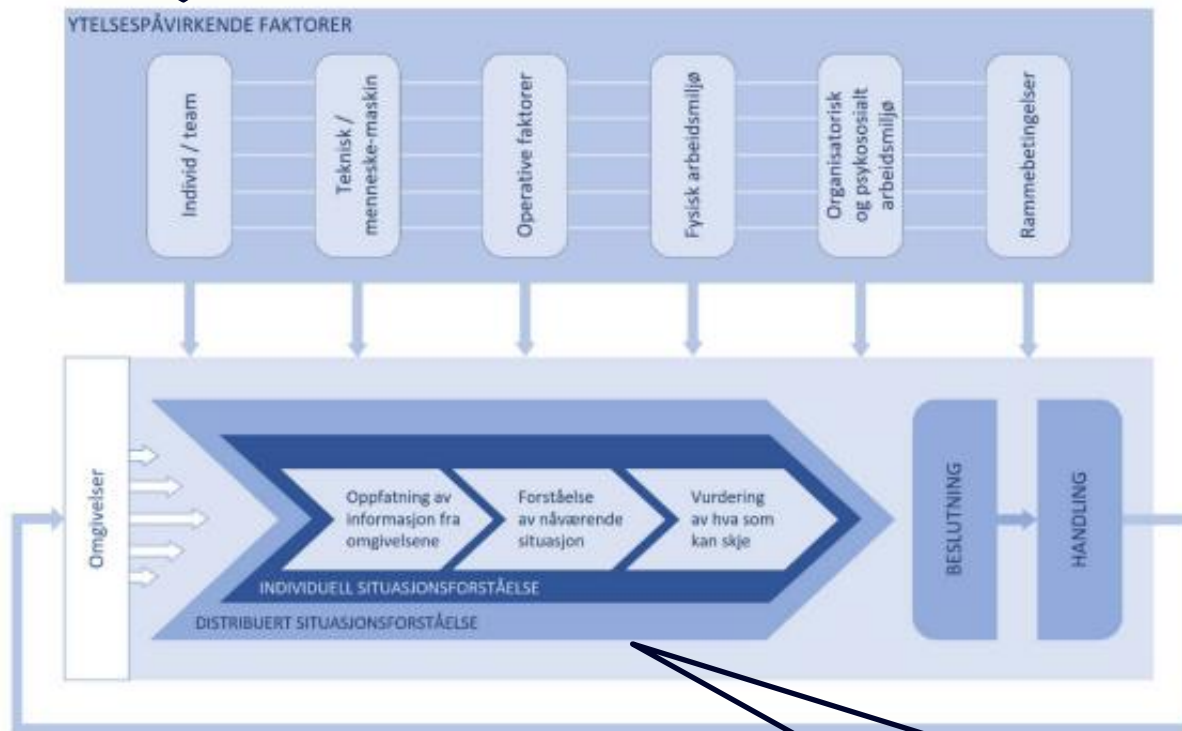 YTELSESPÅVIRKENDE FAKTORER
Individ / team
Teknisk /
menneske-maskin
Operative faktorer
Fysisk arbeidsmiljø
Organisatorisk
og psykososialt
arbeidsmiljø
Rammebetingelser
Omgivelser
Oppfatning av
informasjon fra
omgivelsene
Forståelse
av nåværende
situasjon
Vurdering
av hva som
kan skje
INDIVIDUELL SITUASJONSFORSTÅELSE
DISTRIBUERT SITUASJONSFORSTÅELSE
BESLUTNING
HANDLING